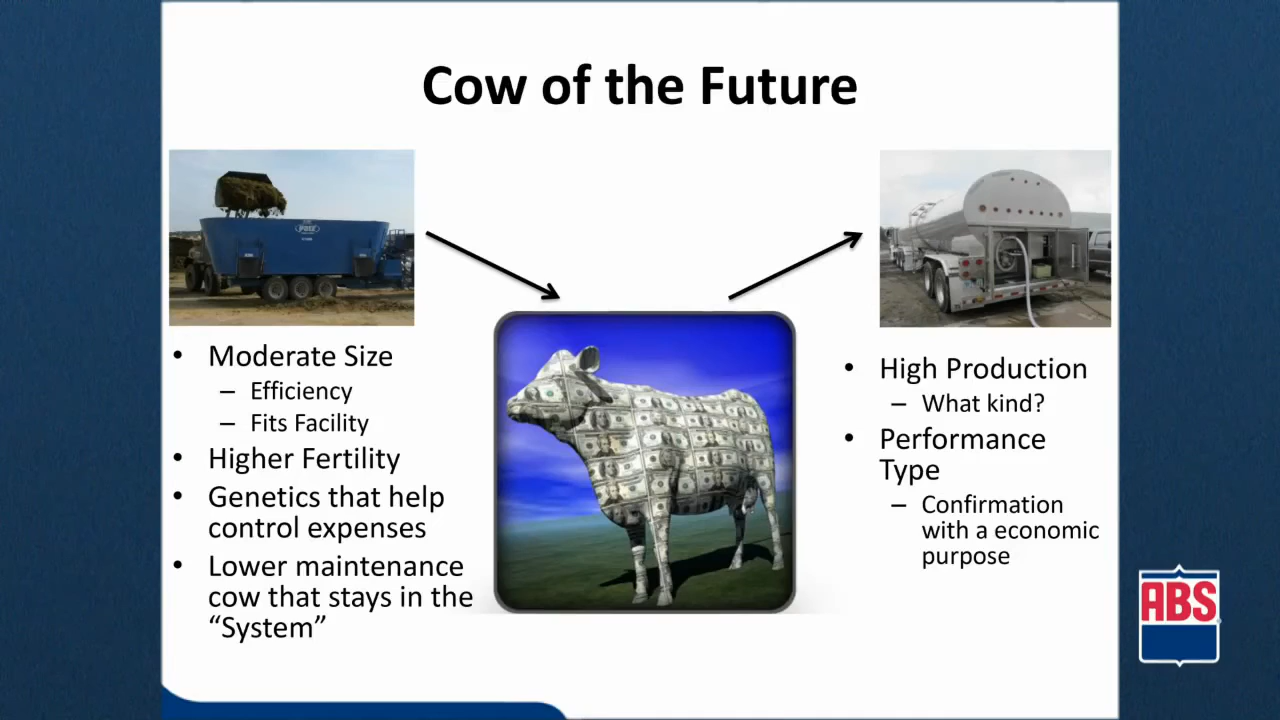 Cow of the Future
• Moderate Size
– Efficiency
– Fits Facility
• Higher Fertility
• Genetics that help
control expenses
• Lower maintenance
cow that stays in the
“System”
• High Production
– What kind?
• Performance
Type
– Confirmation
with a economic
purpose
ABS